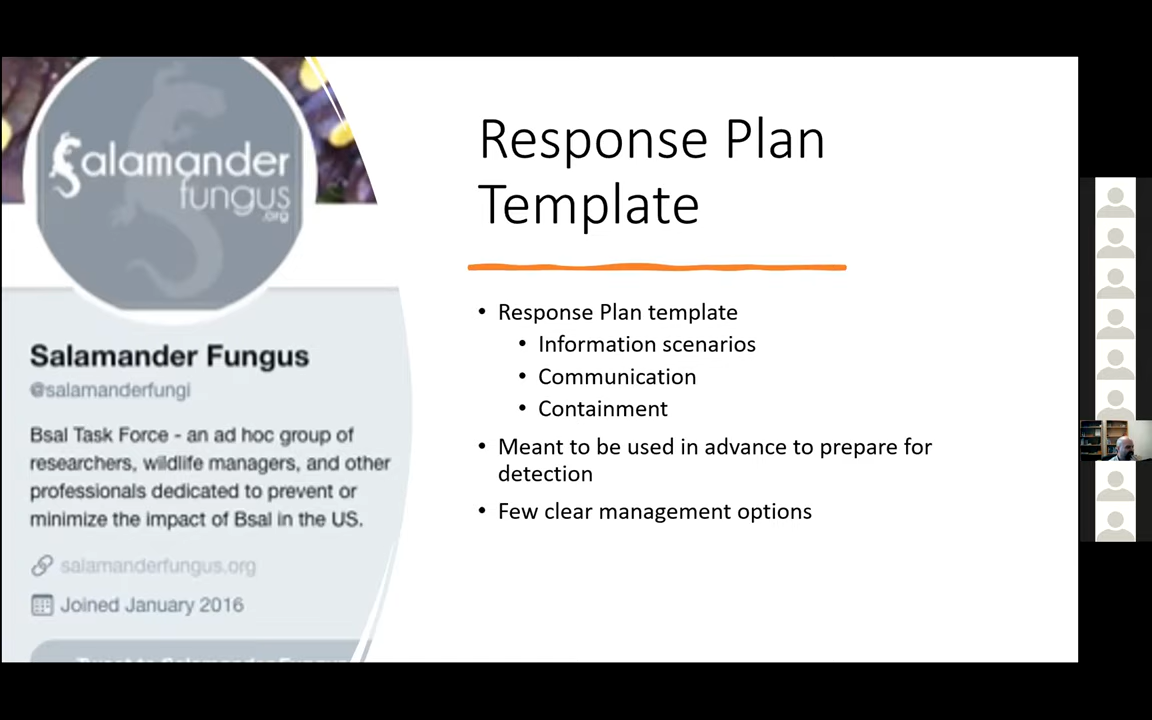 Salamander
fungus
.org
Salamander Fungus
@salamanderfungi
Bsal Task Force - an ad hoc group of
researchers, wildlife managers, and other
professionals dedicated to prevent or
minimize the impact of Bsal in the US.
salamanderfungus.org
Joined January 2016
Response Plan
Template
• Response Plan template
• Information scenarios
• Communication
• Containment
• Meant to be used in advance to prepare for
detection
• Few clear management options